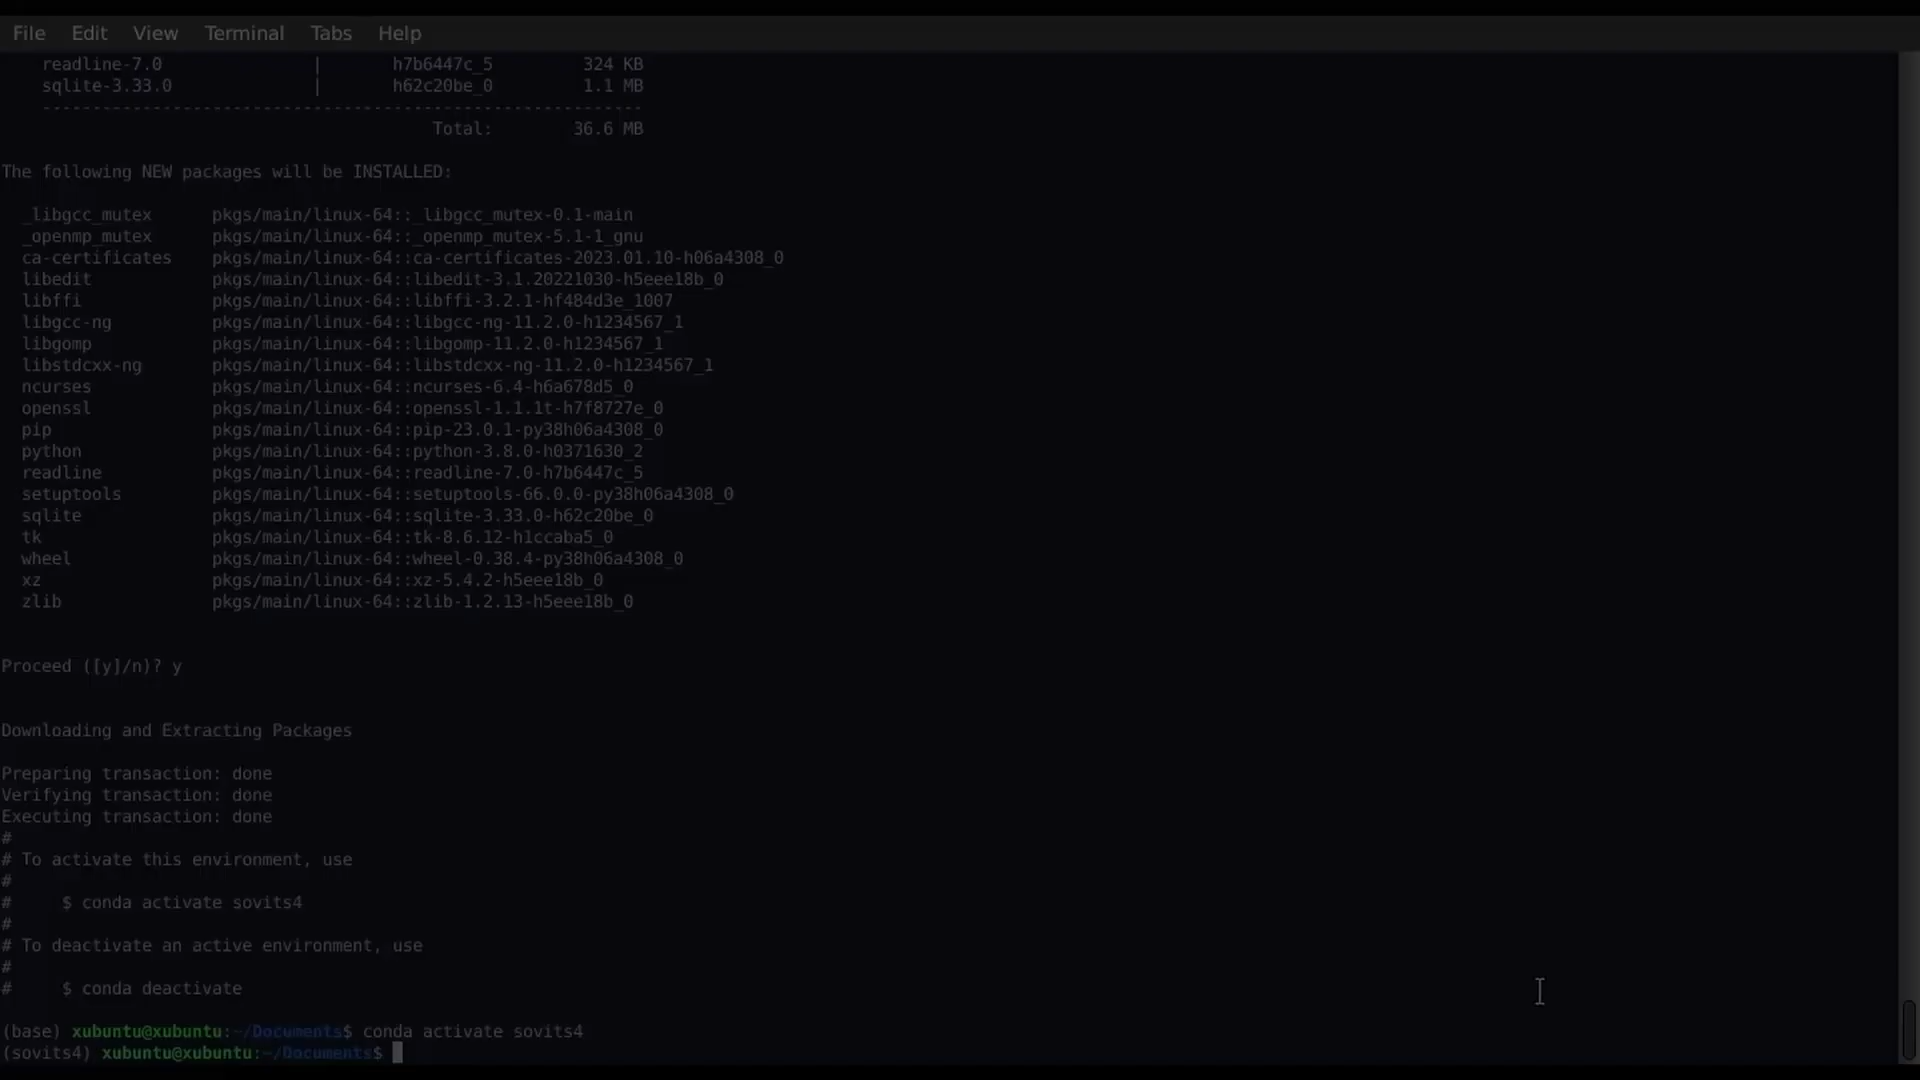 File Edit View Terminal Tabs Help
readline-7.0 | h7b6447c_5 324 KB
sqlite-3.33.0 | h62c20be_0 1.1 MB
------------------------------------------------------------
Total: 36.6 MB
The following NEW packages will be INSTALLED:
_libgcc_mutex pkgs/main/linux-64::_libgcc_mutex-0.1-main
_openmp_mutex pkgs/main/linux-64::_openmp_mutex-5.1-1_gnu
ca-certificates pkgs/main/linux-64::ca-certificates-2023.01.10-h06a4308_0
libedit pkgs/main/linux-64::libedit-3.1.20221030-h5eee18b_0
libffi pkgs/main/linux-64::libffi-3.2.1-hf484d3e_1007
libgcc-ng pkgs/main/linux-64::libgcc-ng-11.2.0-h1234567_1
libgomp pkgs/main/linux-64::libgomp-11.2.0-h1234567_1
libstdcxx-ng pkgs/main/linux-64::libstdcxx-ng-11.2.0-h1234567_1
ncurses pkgs/main/linux-64::ncurses-6.4-h6a678d5_0
openssl pkgs/main/linux-64::openssl-1.1.1t-h7f8727e_0
pip pkgs/main/linux-64::pip-23.0.1-py38h06a4308_0
python pkgs/main/linux-64::python-3.8.0-h0371630_2
readline pkgs/main/linux-64::readline-7.0-h7b6447c_5
setuptools pkgs/main/linux-64::setuptools-66.0.0-py38h06a4308_0
sqlite pkgs/main/linux-64::sqlite-3.33.0-h62c20be_0
tk pkgs/main/linux-64::tk-8.6.12-h1ccaba5_0
wheel pkgs/main/linux-64::wheel-0.38.4-py38h06a4308_0
xz pkgs/main/linux-64::xz-5.4.2-h5eee18b_0
zlib pkgs/main/linux-64::zlib-1.2.13-h5eee18b_0
Proceed ([y]/n)? y
Downloading and Extracting Packages
Preparing transaction: done
Verifying transaction: done
Executing transaction: done
#
# To activate this environment, use
#
# $ conda activate sovits4
#
# To deactivate an active environment, use
#
# $ conda deactivate
(base) xubuntu@xubuntu:~/Documents$ conda activate sovits4
(sovits4) xubuntu@xubuntu:~/Documents$